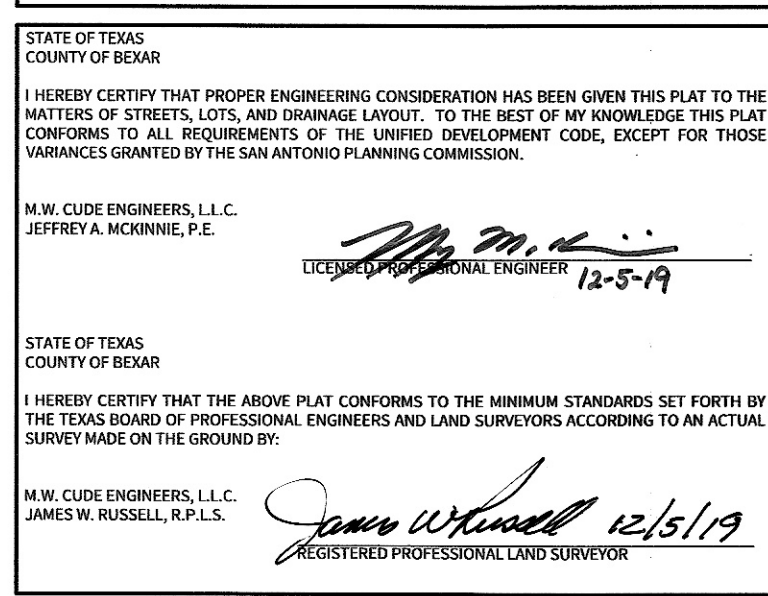 STATE OF TEXAS
COUNTY OF BEXAR
I HEREBY CERTIFY THAT PROPER ENGINEERING CONSIDERATION HAS BEEN GIVEN THIS PLAT TO THE
MATTERS OF STREETS, LOTS, AND DRAINAGE LAYOUT. TO THE BEST OF MY KNOWLEDGE THIS PLAT
CONFORMS TO ALL REQUIREMENTS OF THE UNIFIED DEVELOPMENT CODE, EXCEPT FOR THOSE
VARIANCES GRANTED BY THE SAN ANTONIO PLANNING COMMISSION.
M.W. CUDE ENGINEERS, L.L.C.
JEFFREY A. MCKINNIE, P.E.
LICENSED PROFESSIONAL ENGINEER
12-5-19
STATE OF TEXAS
COUNTY OF BEXAR
I HEREBY CERTIFY THAT THE ABOVE PLAT CONFORMS TO THE MINIMUM STANDARDS SET FORTH BY
THE TEXAS BOARD OF PROFESSIONAL ENGINEERS AND LAND SURVEYORS ACCORDING TO AN ACTUAL
SURVEY MADE ON THE GROUND BY:
M.W. CUDE ENGINEERS, L.L.C.
JAMES W. RUSSELL, R.P.L.S.
James W Russell 12/5/19
REGISTERED PROFESSIONAL LAND SURVEYOR